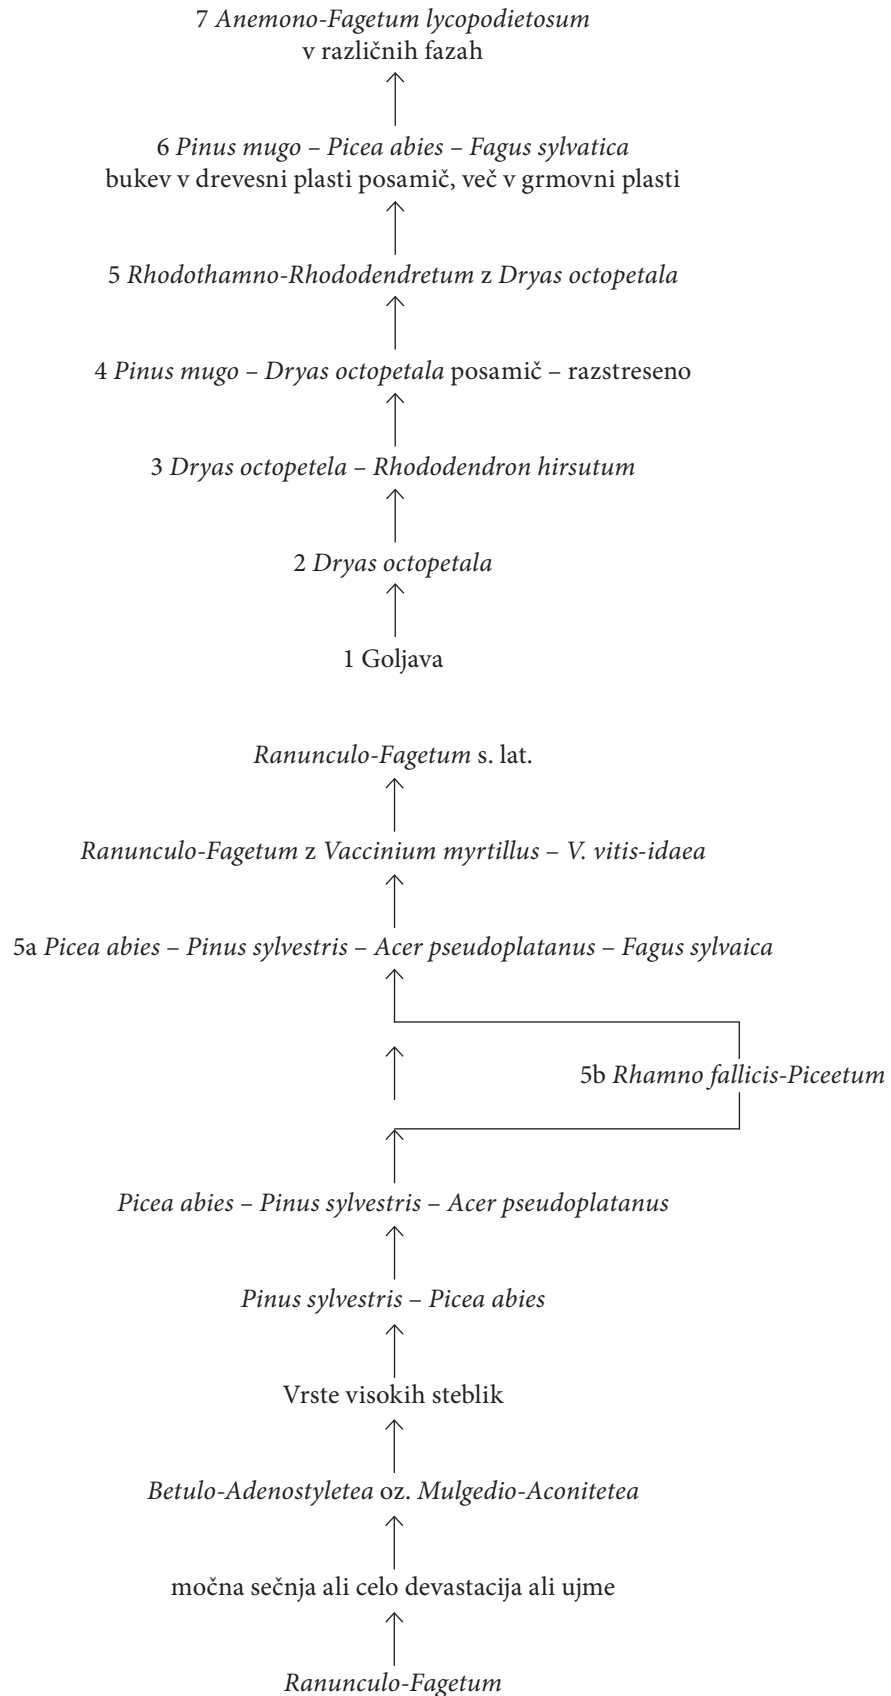 7 Anemono-Fagetum lycopodietosum
v različnih fazah
6 Pinus mugo – Picea abies – Fagus sylvatica
bukev v drevesni plasti posamič, več v grmovni plasti
5 Rhodothamno-Rhododendretum z Dryas octopetala
4 Pinus mugo – Dryas octopetala posamič – razstreseno
3 Dryas octopetela – Rhododendron hirsutum
2 Dryas octopetala
1 Goljava
Ranunculo-Fagetum s. lat.
Ranunculo-Fagetum z Vaccinium myrtillus – V. vitis-idaea
5a Picea abies – Pinus sylvestris – Acer pseudoplatanus – Fagus sylvaica
5b Rhamno fallicis-Piceetum
Picea abies – Pinus sylvestris – Acer pseudoplatanus
Pinus sylvestris – Picea abies
Vrste visokih steblik
Betulo-Adenostyletea oz. Mulgedio-Aconitetea
močna sečnja ali celo devastacija ali ujme
Ranunculo-Fagetum